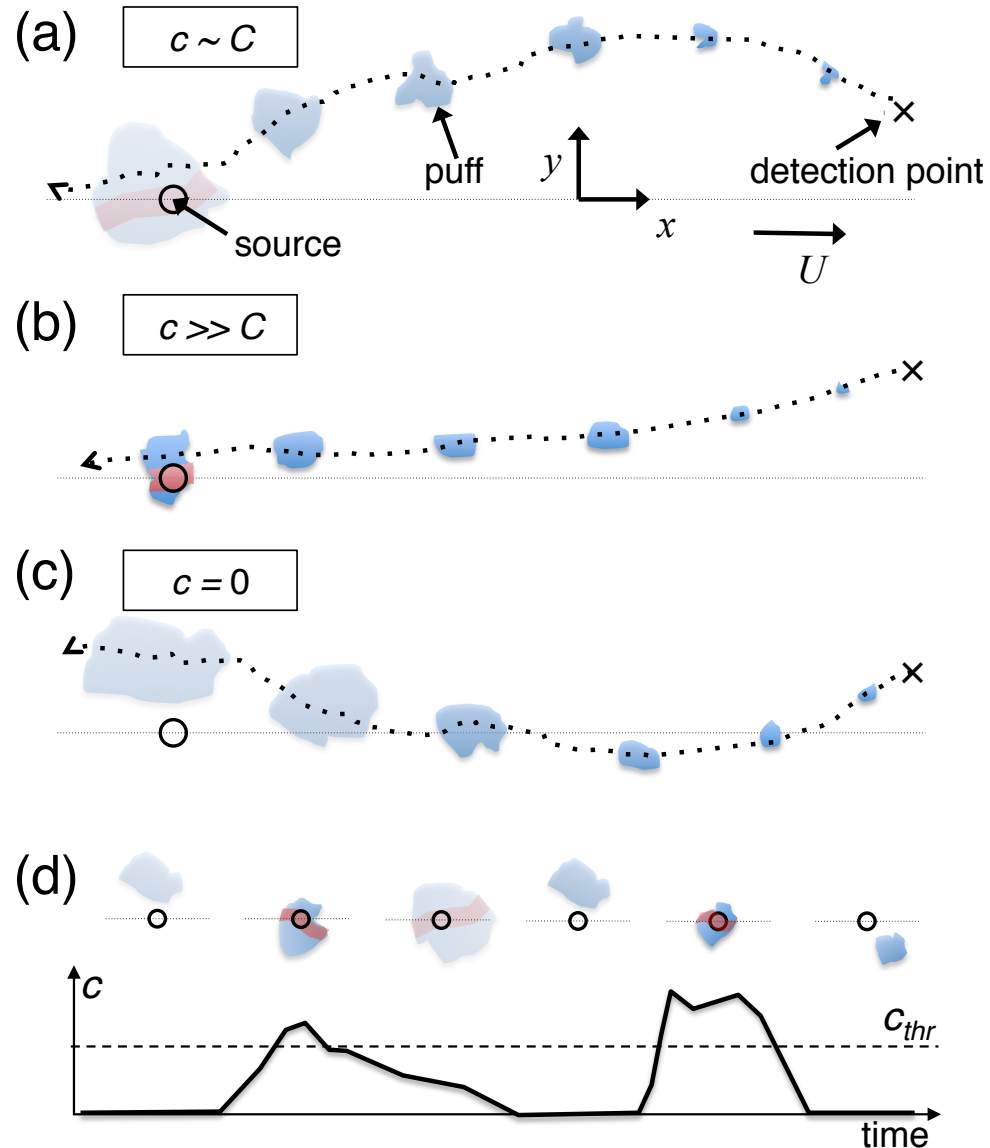 (a)
c ~ C
puff
y
x
detection point
source
U
(b)
c >> C
(c)
c = 0
(d)
c
c_thr
time